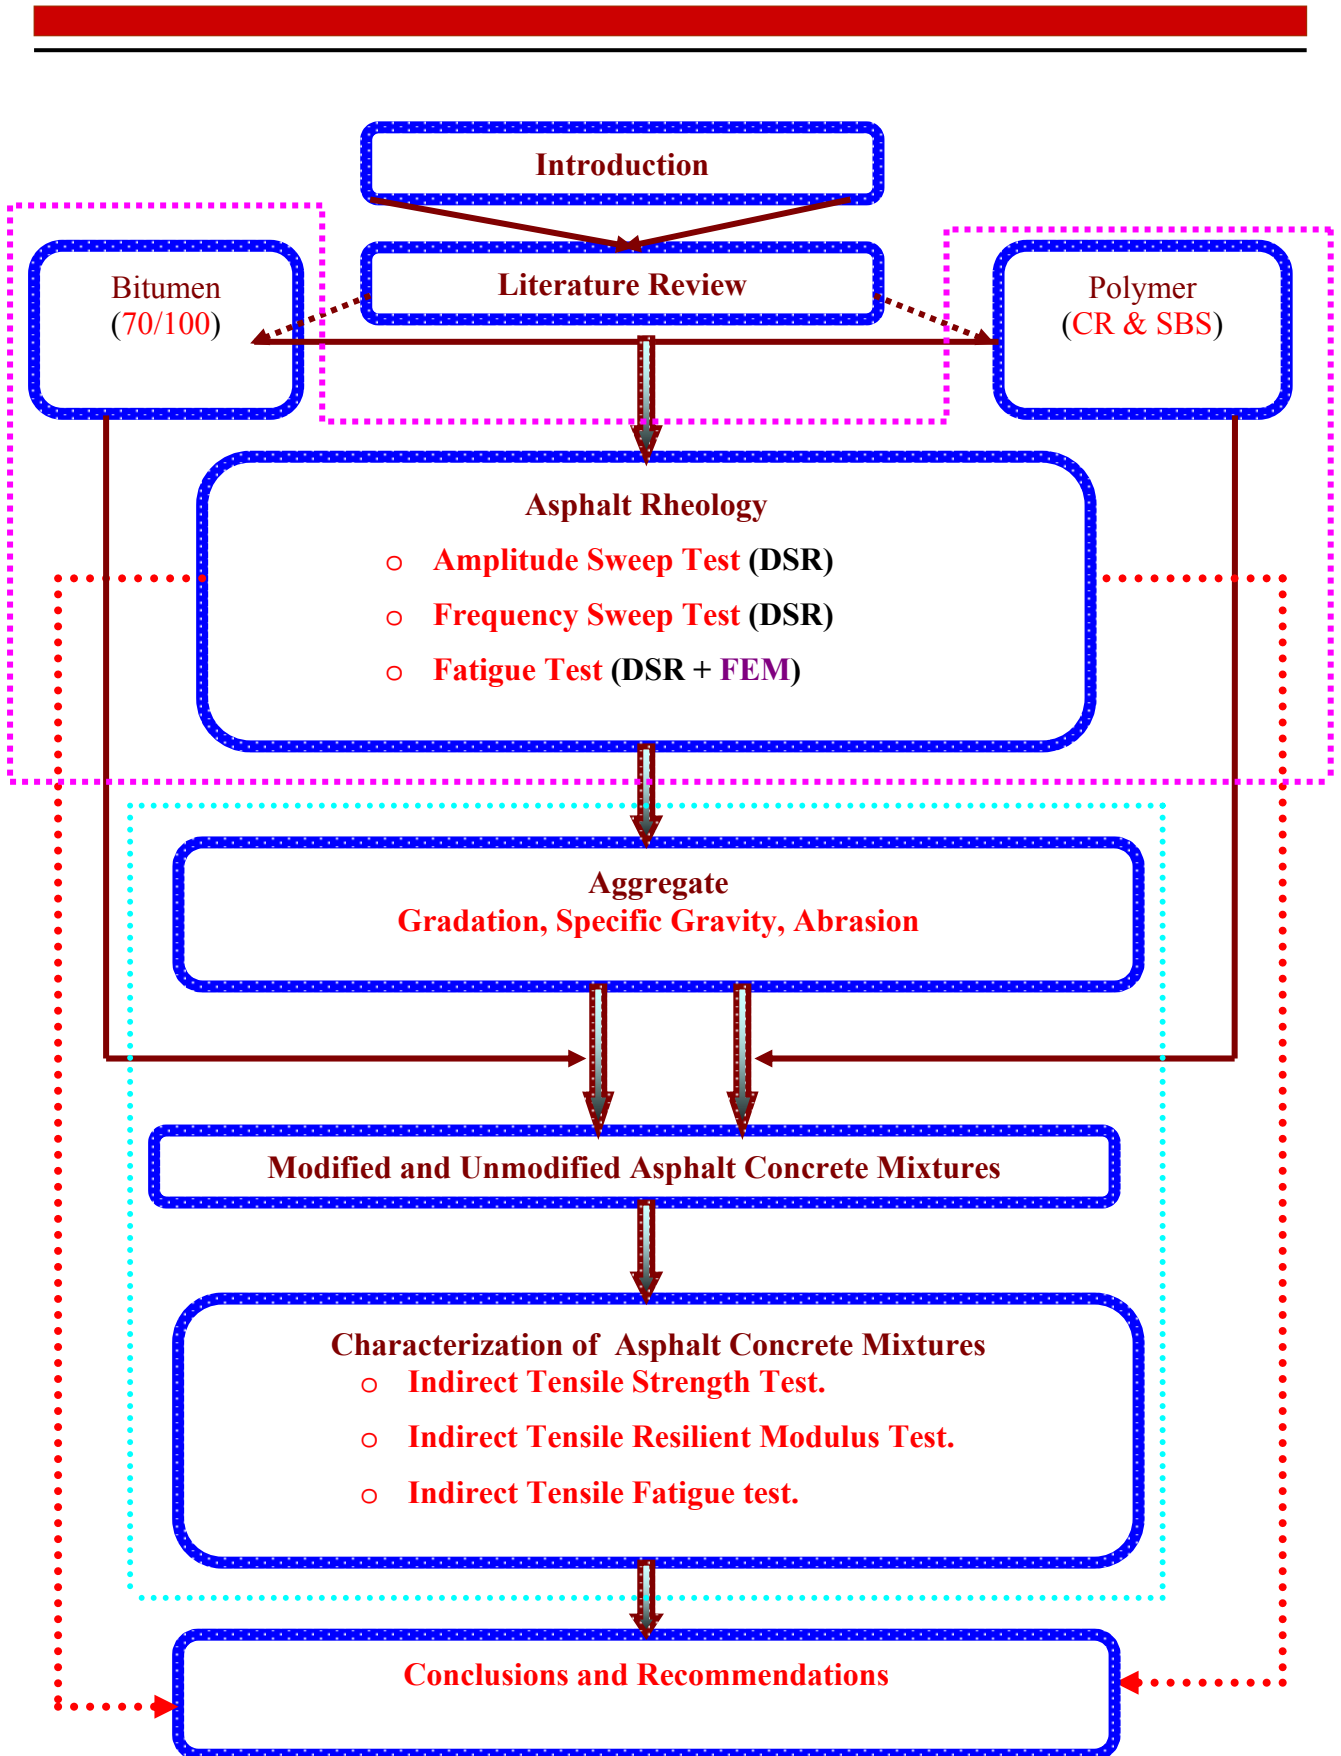 Introduction
Literature Review
Bitumen
(70/100)
Polymer
(CR & SBS)
Asphalt Rheology
o Amplitude Sweep Test (DSR)
o Frequency Sweep Test (DSR)
o Fatigue Test (DSR + FEM)
Aggregate
Gradation, Specific Gravity, Abrasion
Modified and Unmodified Asphalt Concrete Mixtures
Characterization of Asphalt Concrete Mixtures
o Indirect Tensile Strength Test.
o Indirect Tensile Resilient Modulus Test.
o Indirect Tensile Fatigue test.
Conclusions and Recommendations